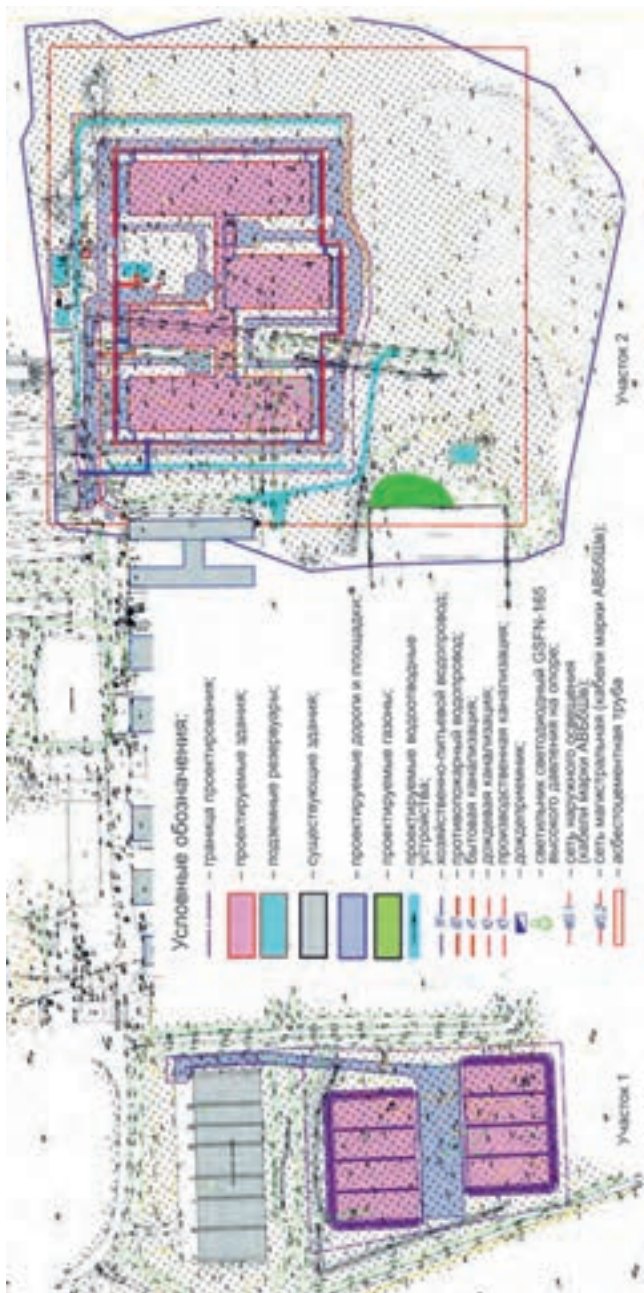 Участок 2
Условные обозначения:
– граница проектирования;
– проектируемые здания;
– подземные резервуары;
– существующие здания;
– проектируемые дороги и площадки;
– проектируемые газоны;
– проектируемые водоотводные
устройства;
– хозяйственно-питьевой водопровод;
– противопожарный водопровод;
– бытовая канализация;
– дождевая канализация;
– производственная канализация;
– дождеприемник;
– светильник светодиодный GSFN-165
высокого давления на опоре;
– сеть наружного освещения
(кабели марки АВБбШв);
– сеть магистральная (кабели марки АВБбШв);
– асбестоцементная труба
Участок 1